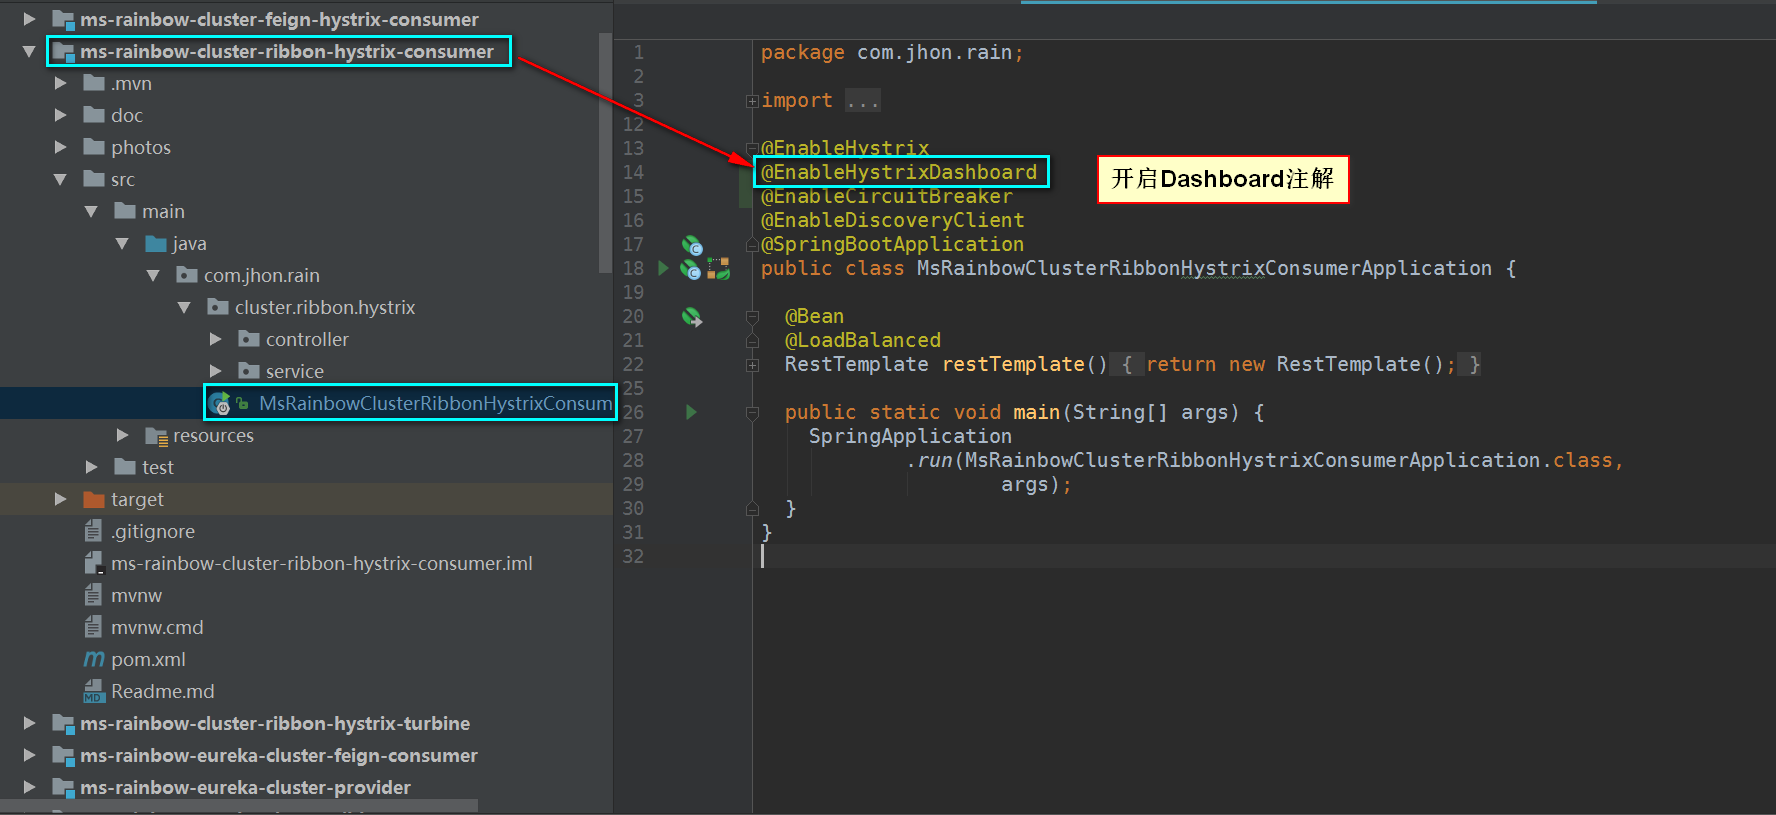 ms-rainbow-cluster-feign-hystrix-consumer
ms-rainbow-cluster-ribbon-hystrix-consumer
.mvn
doc
photos
src
main
java
com.jhon.rain
cluster.ribbon.hystrix
controller
service
MsRainbowClusterRibbonHystrixConsum
resources
test
target
.gitignore
ms-rainbow-cluster-ribbon-hystrix-consumer.iml
mvnw
mvnw.cmd
pom.xml
Readme.md
ms-rainbow-cluster-ribbon-hystrix-turbine
ms-rainbow-eureka-cluster-feign-consumer
ms-rainbow-eureka-cluster-provider
1 package com.jhon.rain;
2
3 import ...
12
13 @EnableHystrix
14 @EnableHystrixDashboard
15 @EnableCircuitBreaker
16 @EnableDiscoveryClient
17 @SpringBootApplication
18 public class MsRainbowClusterRibbonHystrixConsumerApplication {
19
20 @Bean
21 @LoadBalanced
22 RestTemplate restTemplate() { return new RestTemplate(); }
25
26 public static void main(String[] args) {
27 SpringApplication
28 .run(MsRainbowClusterRibbonHystrixConsumerApplication.class,
29 args);
30 }
31 }
32
开启Dashboard注解